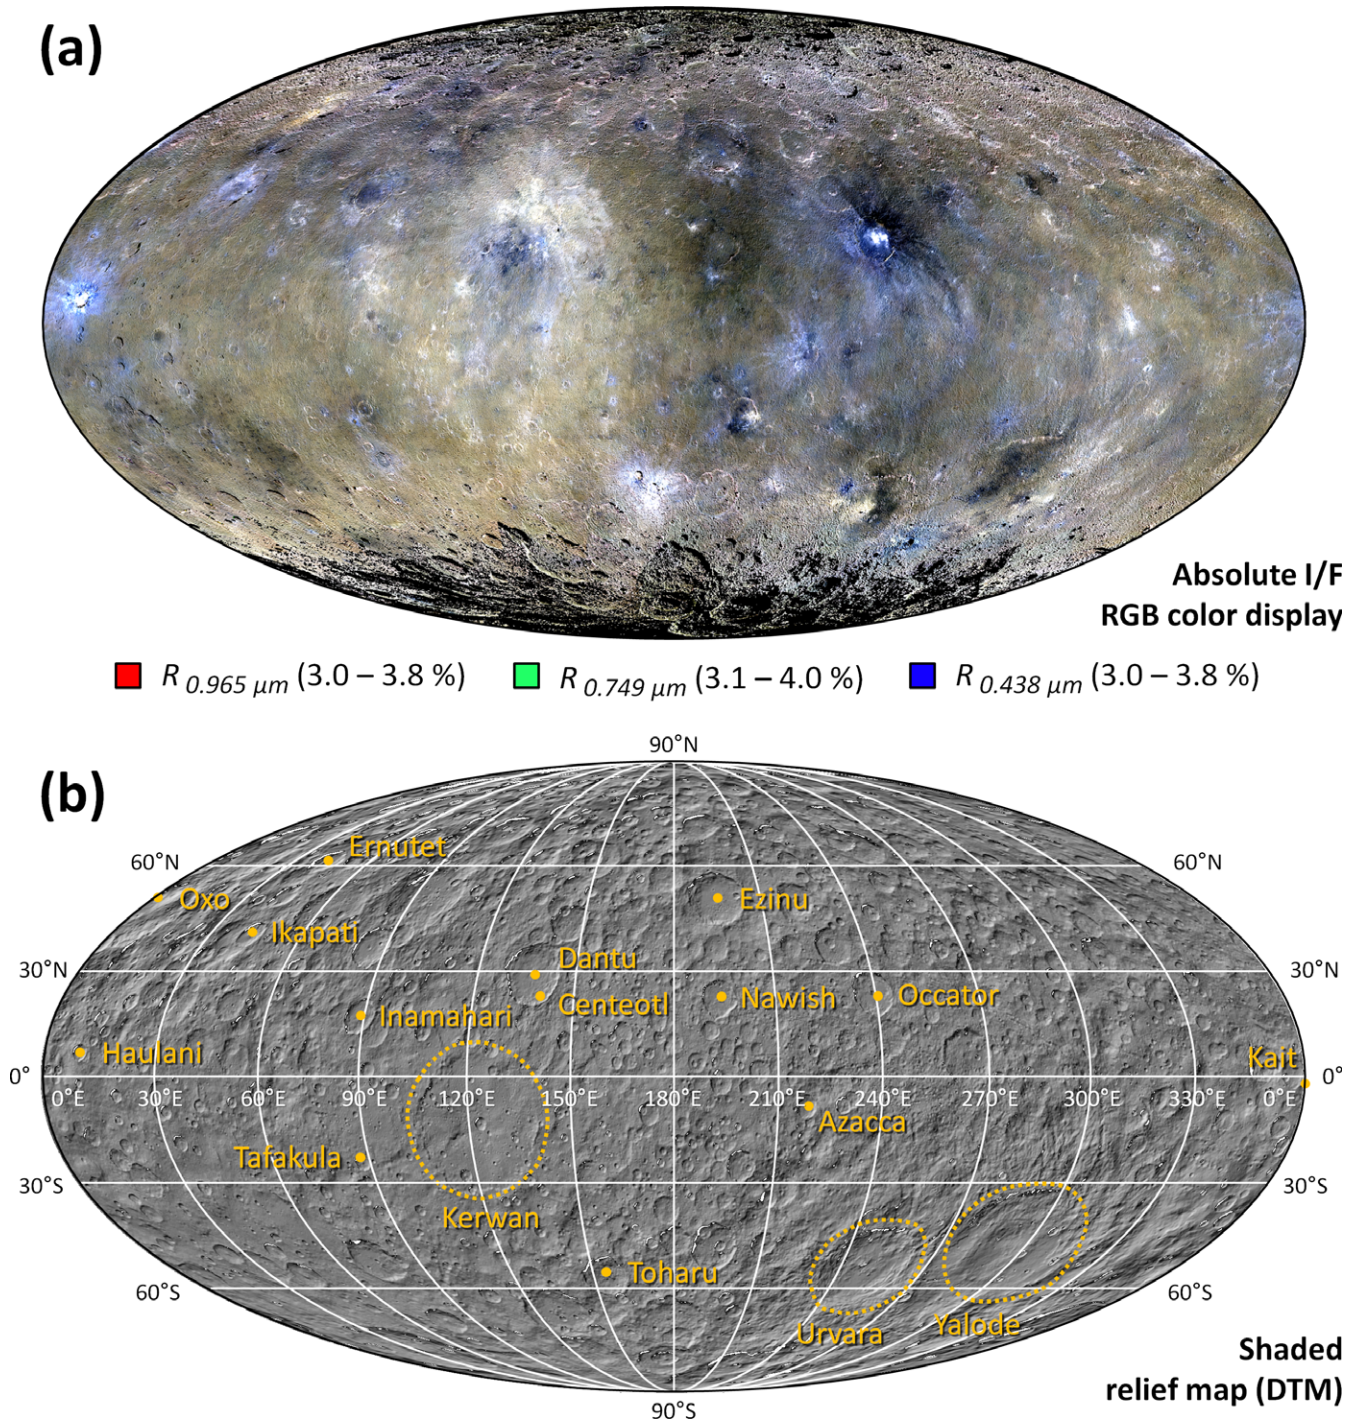 (a)
Absolute I/F
RGB color display
R 0.965 μm (3.0 – 3.8 %) R 0.749 μm (3.1 – 4.0 %) R 0.438 μm (3.0 – 3.8 %)
90°N
(b)
60°N Ernutet 60°N
Oxo Ezinu
Ikapati
30°N Dantu 30°N
Centeotl Nawish Occator
Inamahari
Haulani Kait
0° 0°
0°E 30°E 60°E 90°E 120°E 150°E 180°E 210°E 240°E 270°E 300°E 330°E 0°E
Azacca
Tafakula
30°S 30°S
Kerwan
Toharu
60°S 60°S
Urvara Yalode
Shaded
relief map (DTM)
90°S